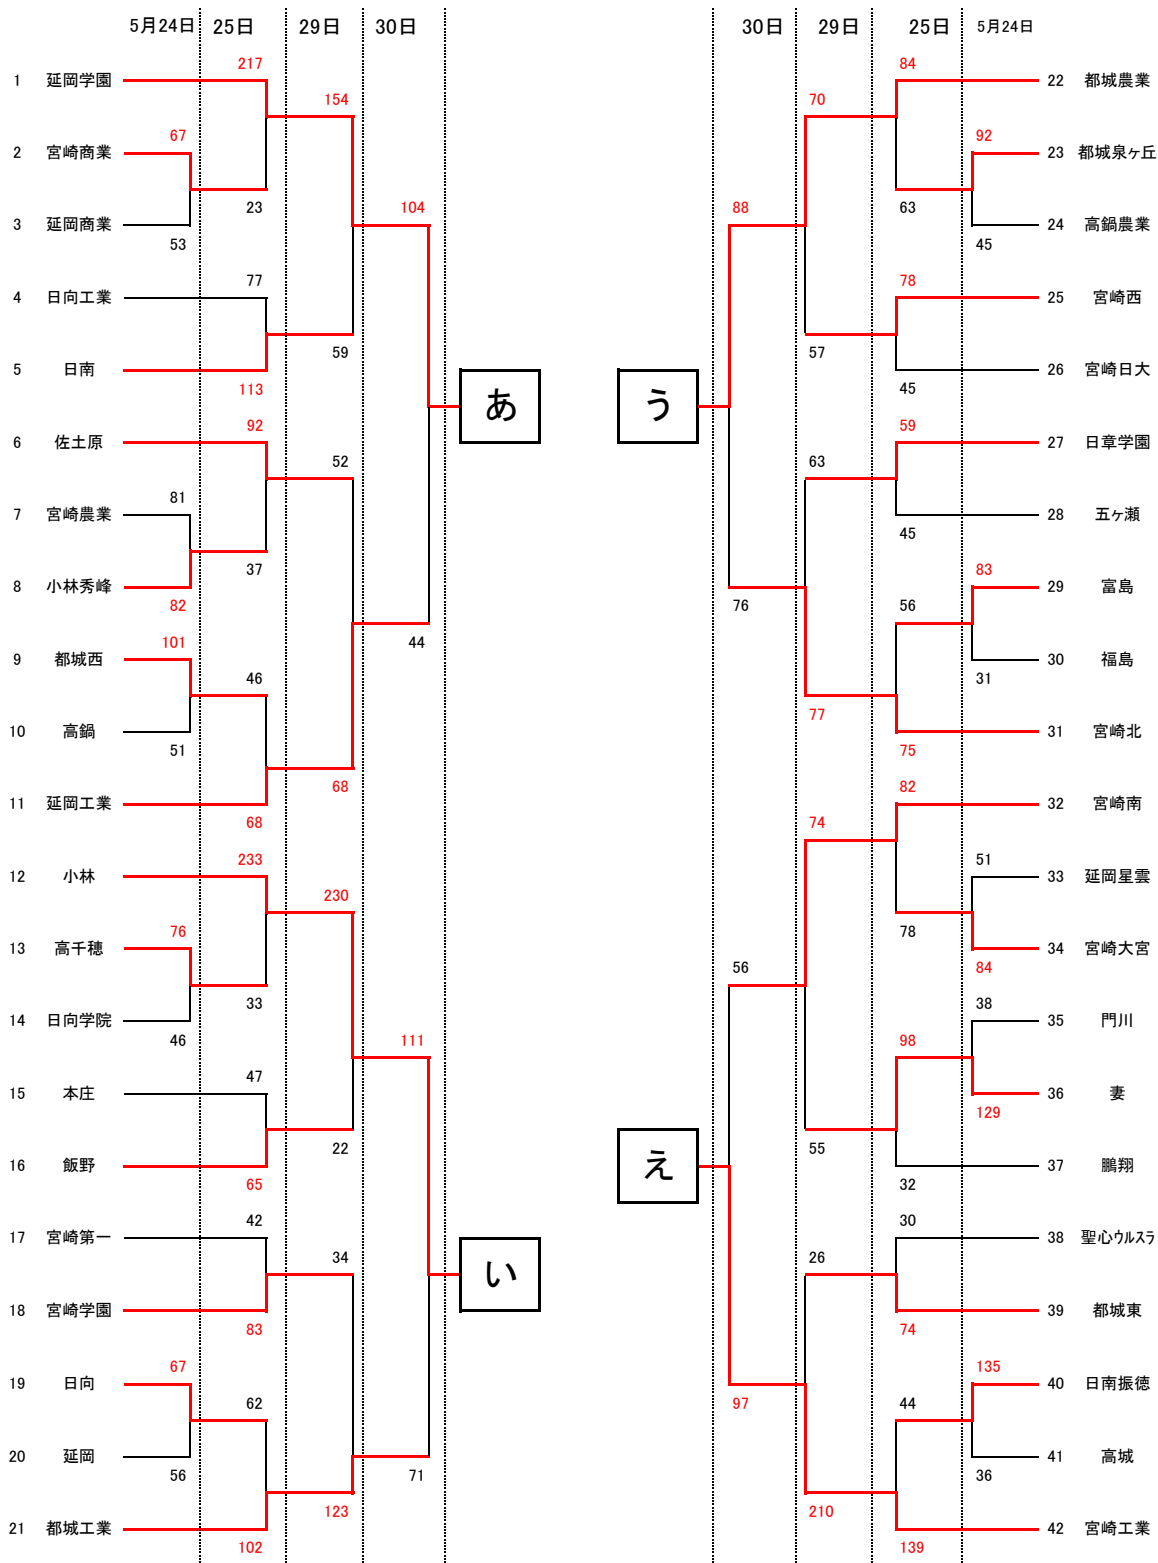 5月24日 25日 29日 30日 30日 29日 25日 5月24日
217 84
1 延岡学園 22 都城農業
154 70
67 92
2 宮崎商業 23 都城泉ヶ丘
23 104 88 63
3 延岡商業 24 高鍋農業
53 45
77 78
4 日向工業 25 宮崎西
59 57
5 日南 26 宮崎日大
113 45
あ う
92 59
6 佐土原 27 日章学園
52 63
81
7 宮崎農業 28 五ヶ瀬
45
37 83
8 小林秀峰 29 富島
82 76 56
101 44
9 都城西 30 福島
46 31
77
10 高鍋 31 宮崎北
51 75
68 82
11 延岡工業 32 宮崎南
68 74
233 51
12 小林 33 延岡星雲
230
76 78
13 高千穂 34 宮崎大宮
56 84
33 38
14 日向学院 35 門川
46 111 98
47
15 本庄 36 妻
129
22 55
16 飯野 37 鵬翔
65 32
え
42 30
17 宮崎第一 38 聖心ウルスラ
34 26
い
18 宮崎学園 39 都城東
83 74
67 135
19 日向 40 日南振徳
62 97 44
20 延岡 41 高城
56 71 36
123 210
21 都城工業 42 宮崎工業
102 139